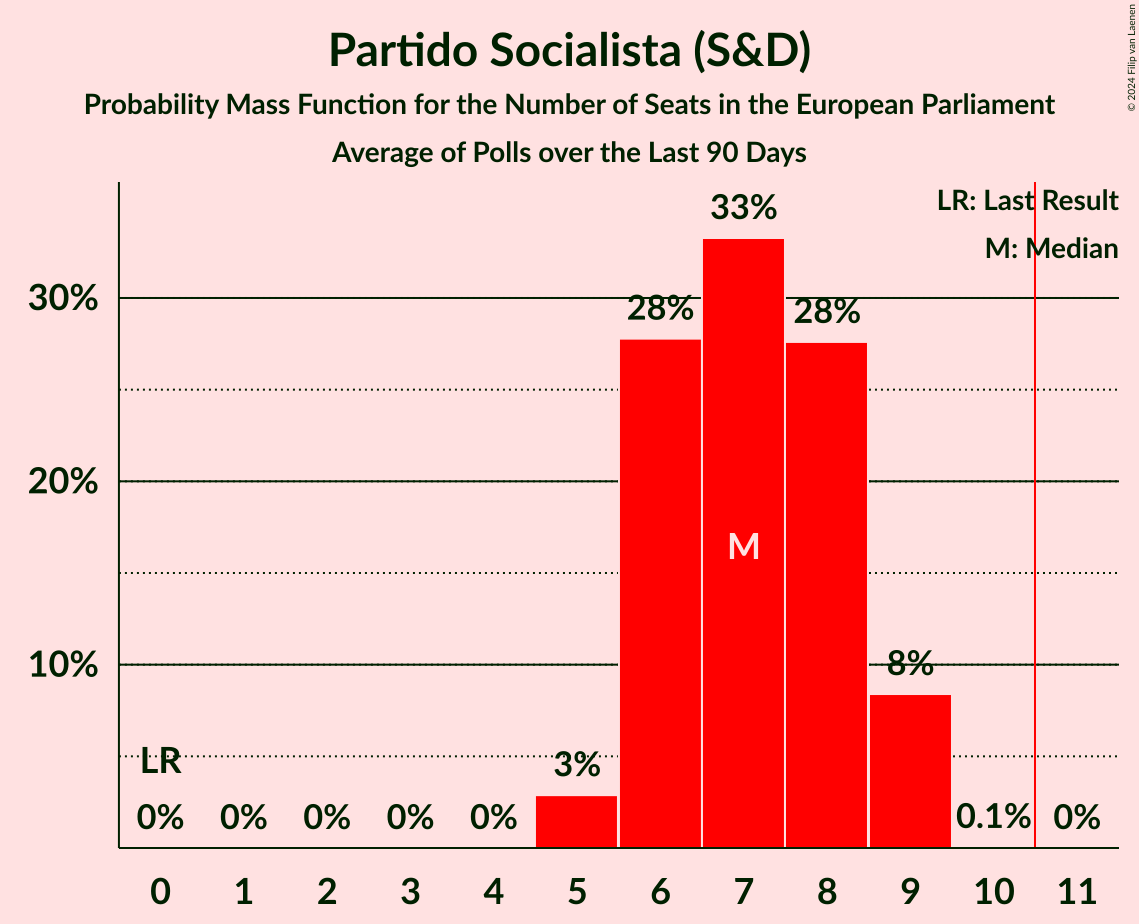 Partido Socialista (S&D)
Probability Mass Function for the Number of Seats in the European Parliament
Average of Polls over the Last 90 Days
© 2024 Filip van Laenen
LR: Last Result
M: Median
33%
30%
28%
28%
20%
M
10%
8%
LR
3%
0% 0% 0% 0% 0% 0.1% 0%
0 1 2 3 4 5 6 7 8 9 10 11